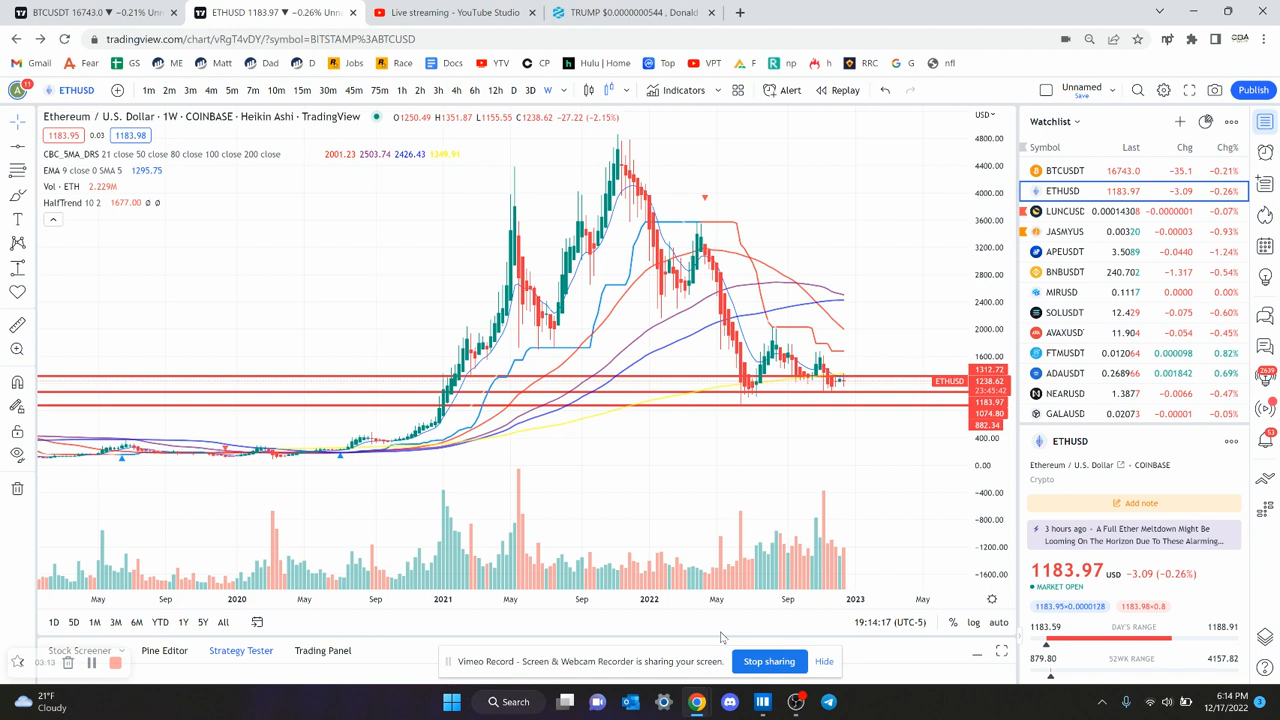 BTCUSDT 16743.0 ▼ −0.21% Unna
ETHUSD 1183.97 ▼ −0.26% Unn
Live streaming - YouTube Studio
TRUMP $0.0000000544 , Donald
tradingview.com/chart/vRgT4vDY/?symbol=BITSTAMP%3ABTCUSD
Gmail
Fear
GS
ME
Matt
Dad
D
Jobs
Race
Docs
YTV
CP
Hulu | Home
Top
VPT
F
np
h
RRC
G
nfl
11
ETHUSD
1m 2m 3m 4m 5m 7m 10m 15m 30m 45m 75m 1h 2h 3h 4h 6h 12h D 3D W
Indicators
Alert
Replay
Unnamed
Save
Publish
Ethereum / U.S. Dollar · 1W · COINBASE · Heikin Ashi · TradingView
O1250.49 H1351.87 L1155.55 C1238.62 −27.22 (−2.15%)
1183.95 0.03 1183.98
CBC_5MA_DRS 21 close 50 close 80 close 100 close 200 close 2001.23 2503.74 2426.43 1349.91
EMA 9 close 0 SMA 5 1295.75
Vol · ETH 2.229M
HalfTrend 10 2 1677.00 ø ø
USD
4800.00
4400.00
4000.00
3600.00
3200.00
2800.00
2400.00
2000.00
1600.00
1312.72
ETHUSD 1238.62
23:45:42
1183.97
1074.80
882.34
400.00
0.00
−400.00
−800.00
−1200.00
−1600.00
May Sep 2020 May Sep 2021 May Sep 2022 May Sep 2023 May
1D 5D 1M 3M 6M YTD 1Y 5Y All
19:14:17 (UTC-5)
% log auto
Watchlist
Symbol Last Chg Chg%
BTCUSDT 16743.0 −35.1 −0.21%
ETHUSD 1183.97 −3.09 −0.26%
LUNCUSD 0.00014308 −0.0000001 −0.07%
JASMYUS 0.00320 −0.00003 −0.93%
APEUSDT 3.5089 −0.0440 −1.24%
BNBUSDT 240.702 −1.317 −0.54%
MIRUSD 0.1117 0.0000 0.00%
SOLUSDT 12.429 −0.075 −0.60%
AVAXUSDT 11.904 −0.054 −0.45%
FTMUSDT 0.012064 0.000098 0.82%
ADAUSDT 0.268966 0.001842 0.69%
NEARUSD 1.3877 −0.0066 −0.47%
GALAUSD 0.02073 −0.00001 −0.05%
2639
53
ETHUSD
Ethereum / U.S. Dollar · COINBASE
Crypto
Add note
3 hours ago · A Full Ether Meltdown Might Be
Looming On The Horizon Due To These Alarming...
1183.97 USD −3.09 (−0.26%)
MARKET OPEN
1183.95×0.0000128 1183.98×0.8
1183.59 DAY'S RANGE 1188.91
879.80 52WK RANGE 4157.82
Stock Screener
Pine Editor
Strategy Tester
Trading Panel
03:13
Vimeo Record - Screen & Webcam Recorder is sharing your screen.
Stop sharing
Hide
21°F
Cloudy
Search
6:14 PM
12/17/2022